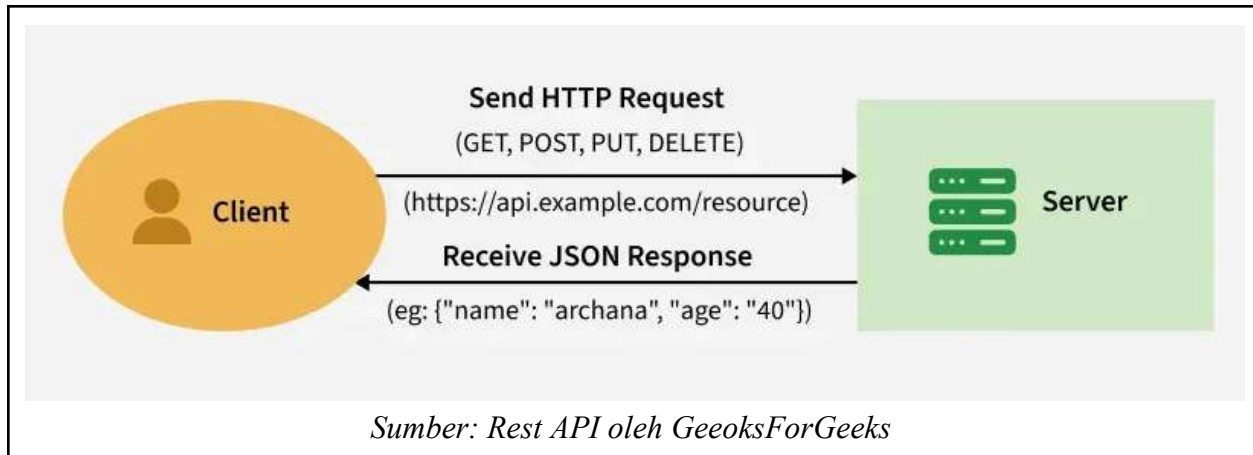 Send HTTP Request
(GET, POST, PUT, DELETE)
Client
(https://api.example.com/resource)
Server
Receive JSON Response
(eg: {"name": "archana", "age": "40"})
Sumber: Rest API oleh GeeoksForGeeks